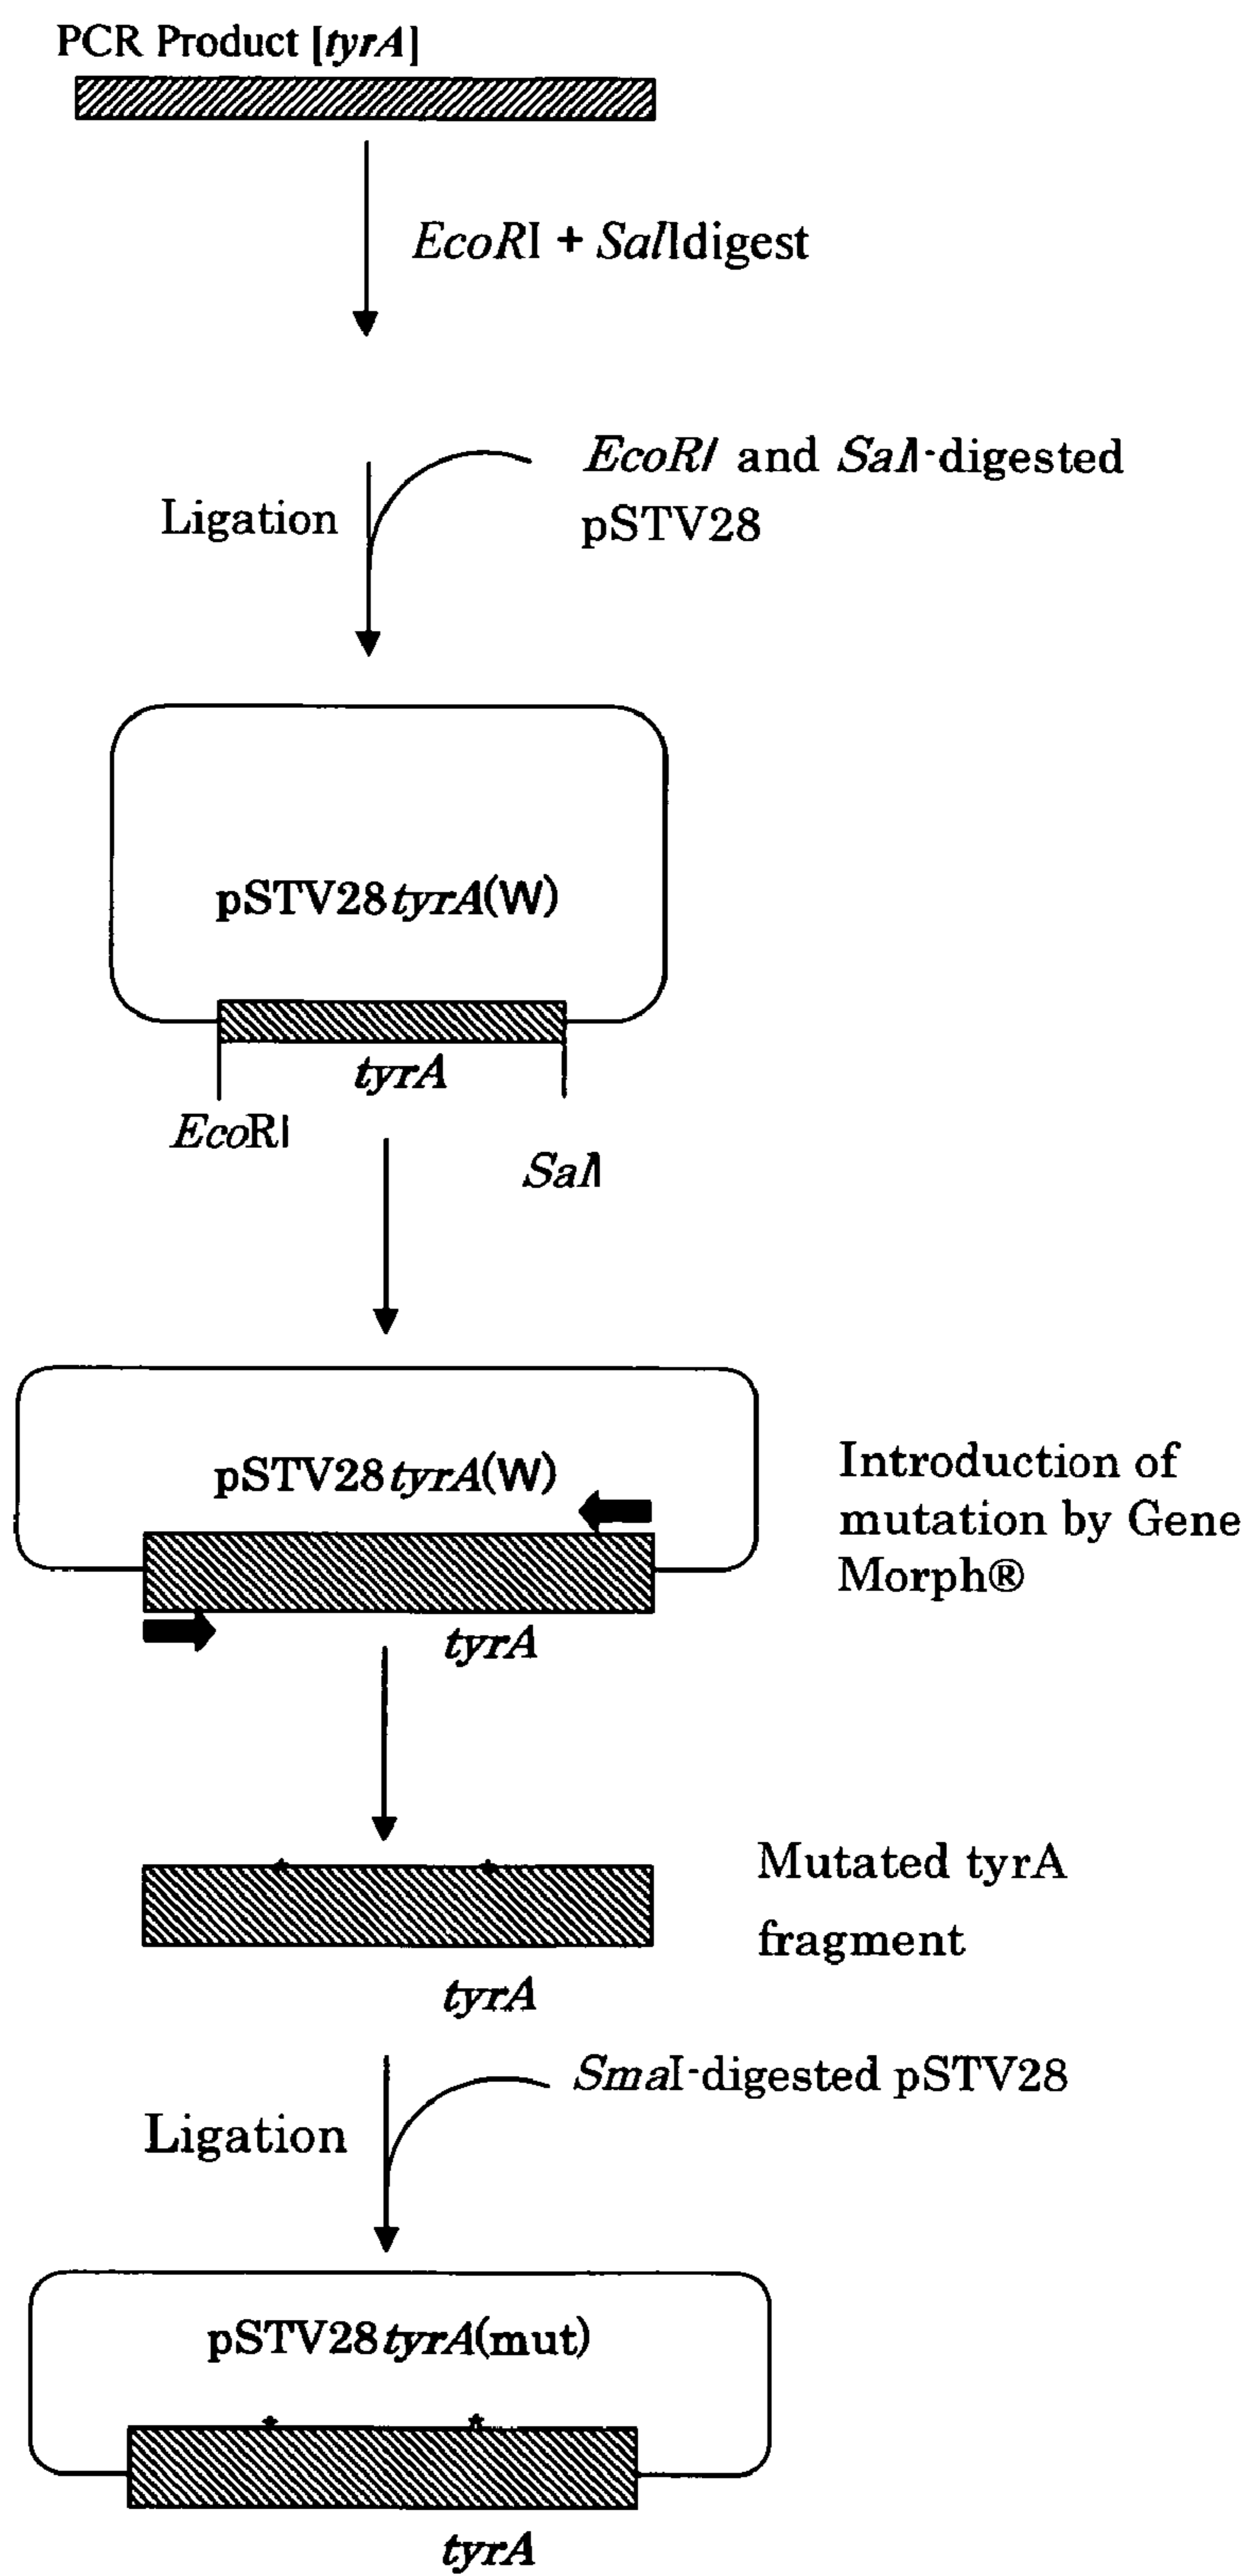 PCR Product [tyrA]
EcoRI + SalIdigest
EcoRI and SalI-digested
pSTV28
Ligation
pSTV28tyrA(W)
tyrA
EcoRI
SalI
pSTV28tyrA(W)
Introduction of
mutation by Gene
Morph®
tyrA
Mutated tyrA
fragment
tyrA
SmaI-digested pSTV28
Ligation
pSTV28tyrA(mut)
tyrA